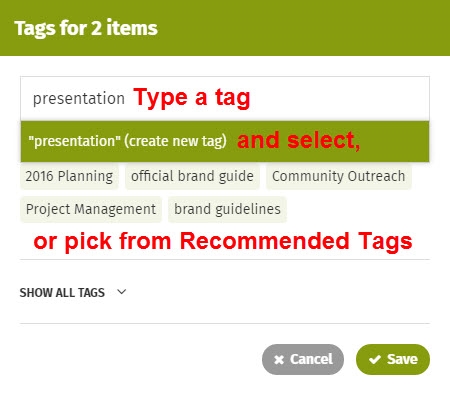 Tags for 2 items
presentation Type a tag
"presentation" (create new tag) and select,
2016 Planning official brand guide Community Outreach
Project Management brand guidelines
or pick from Recommended Tags
SHOW ALL TAGS
Cancel Save